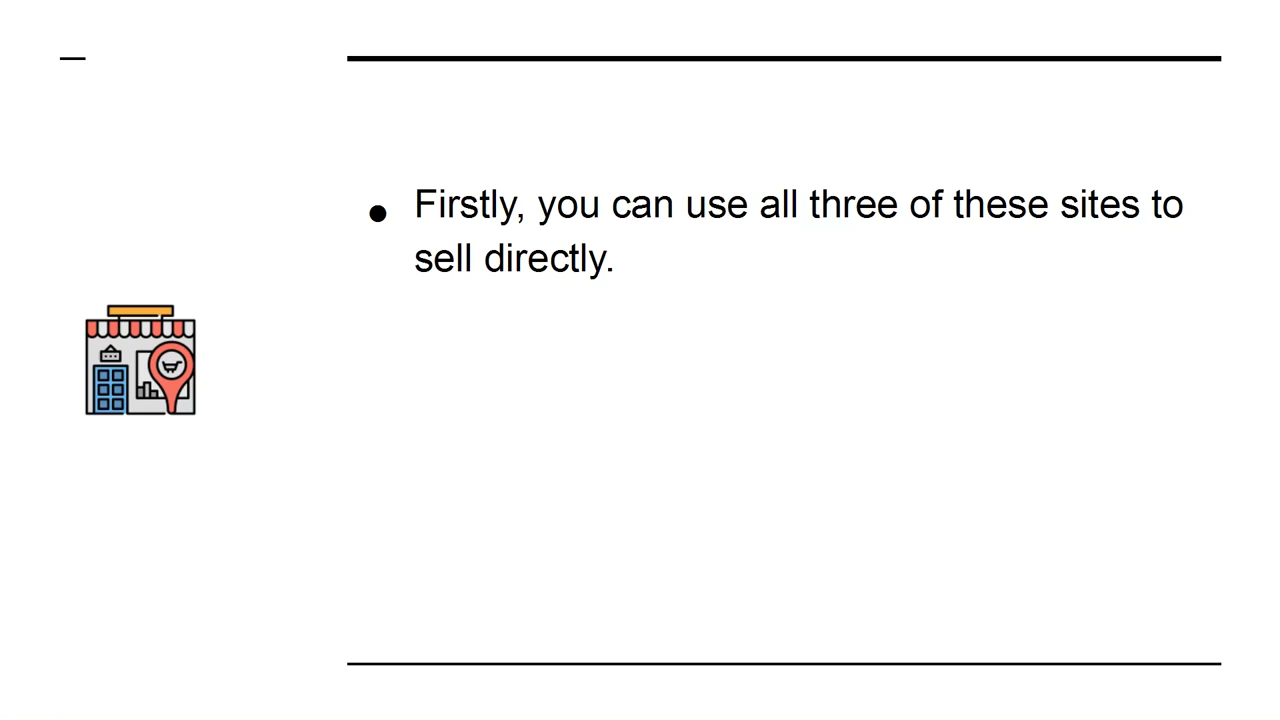 ● Firstly, you can use all three of these sites to
sell directly.